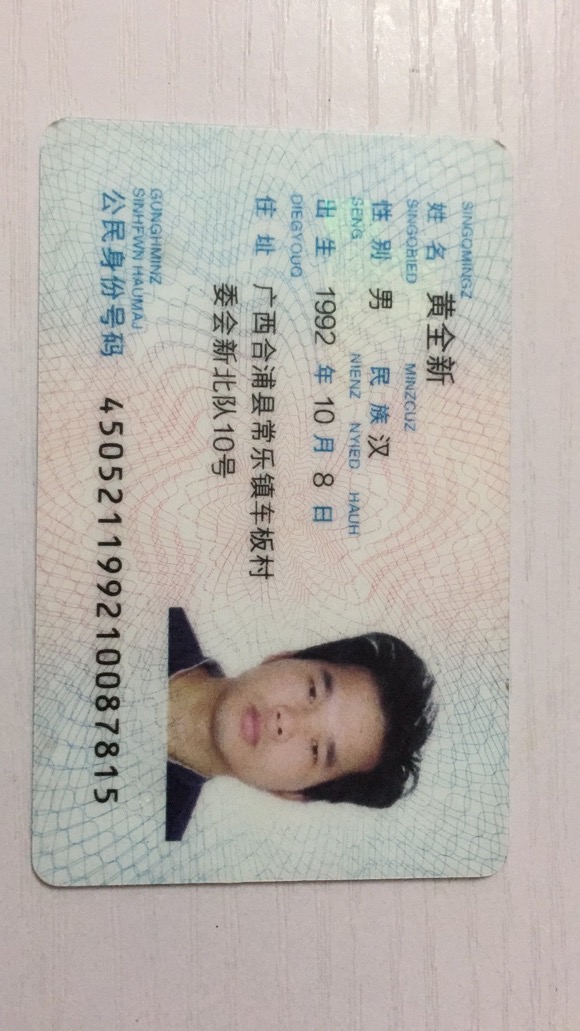 SINGQMINGZ
姓名 黄全新
SINGQBIED MINZCUZ
性别 男 民族 汉
SENG NIENZ NYIED HAUH
出生 1992 年 10 月 8 日
DIEGYOUQ
住址 广西合浦县常乐镇车板村
委会新北队10号
GUNGHMINZ
SINHFWN HAUMAJ
公民身份号码 450521199210087815